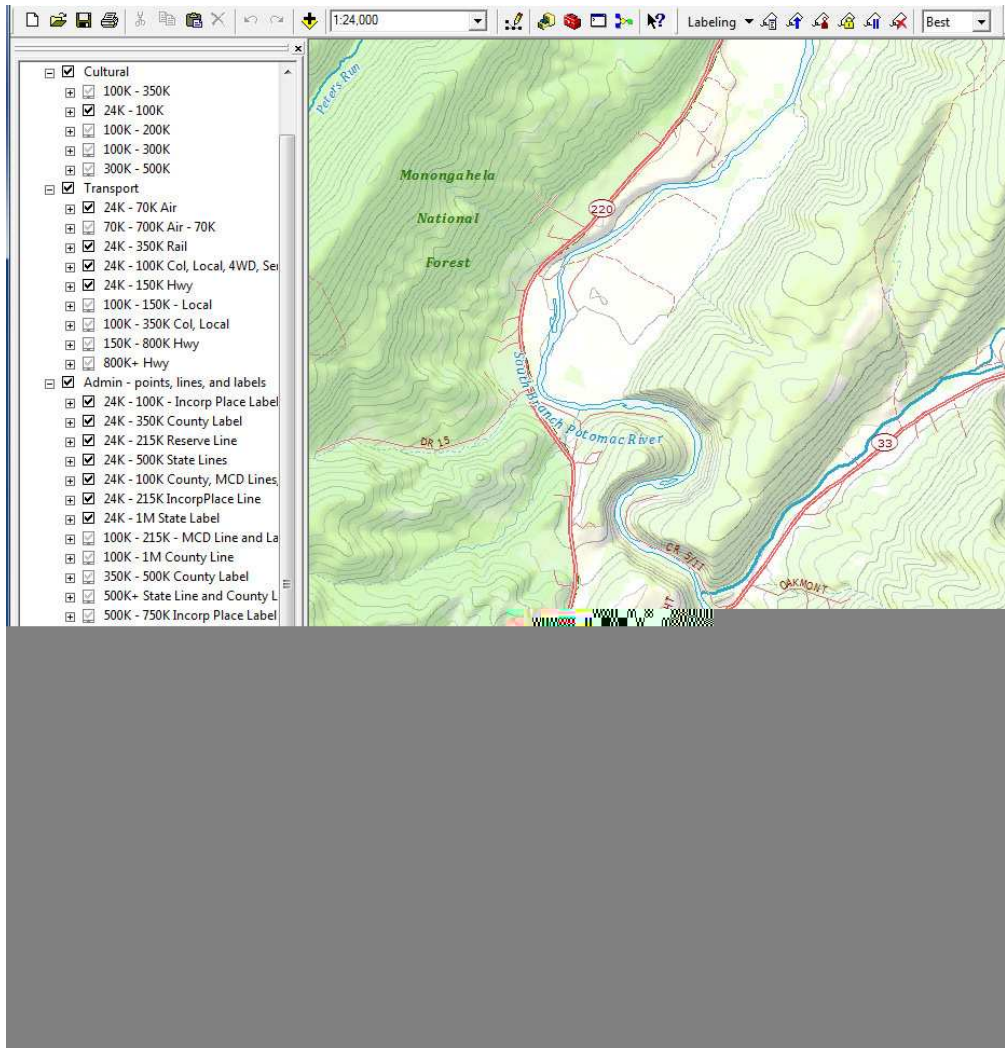 1:24,000
Labeling
Best
Cultural
100K - 350K
24K - 100K
100K - 200K
100K - 300K
300K - 500K
Transport
24K - 70K Air
70K - 700K Air - 70K
24K - 350K Rail
24K - 100K Col, Local, 4WD, Ser
24K - 150K Hwy
100K - 150K - Local
100K - 350K Col, Local
150K - 800K Hwy
800K+ Hwy
Admin - points, lines, and labels
24K - 100K - Incorp Place Label
24K - 350K County Label
24K - 215K Reserve Line
24K - 500K State Lines
24K - 100K County, MCD Lines,
24K - 215K IncorpPlace Line
24K - 1M State Label
100K - 215K - MCD Line and La
100K - 1M County Line
350K - 500K County Label
500K+ State Line and County L
500K - 750K Incorp Place Label
Peters Run
Monongahela
National
Forest
220
South Branch Potomac River
DR 15
33
CR 5/11
OAKMONT
HT